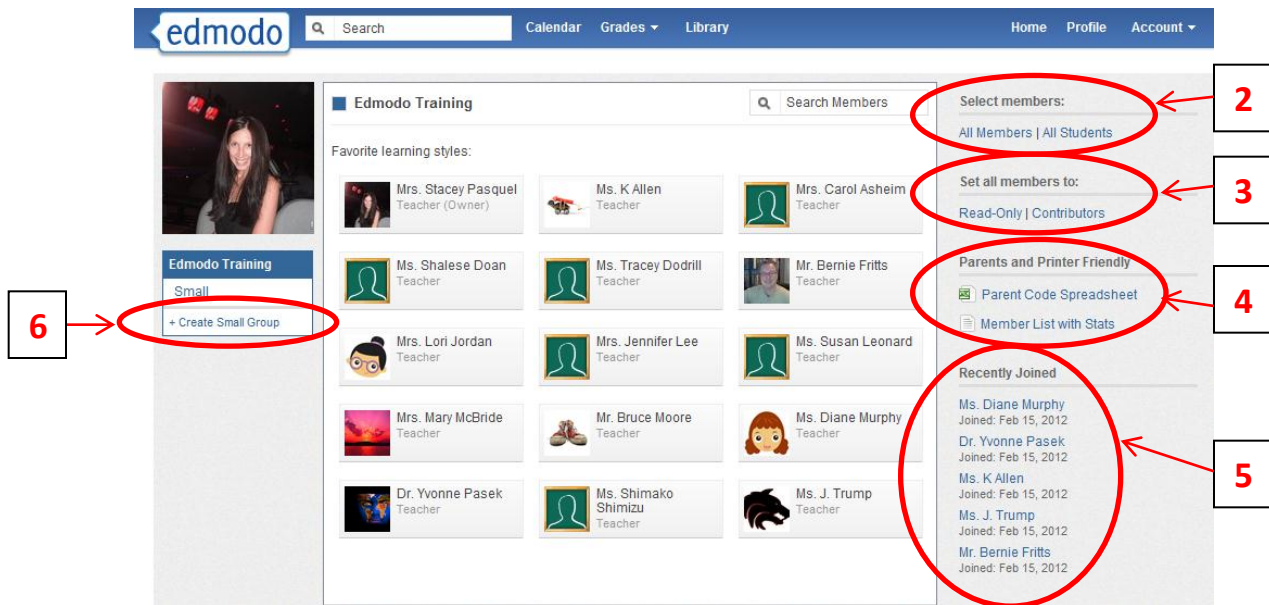 edmodo
Search
Calendar
Grades
Library
Home
Profile
Account
Edmodo Training
Small
+ Create Small Group
6
Edmodo Training
Search Members
Favorite learning styles:
Mrs. Stacey Pasquel
Teacher (Owner)
Ms. K Allen
Teacher
Mrs. Carol Asheim
Teacher
Ms. Shalese Doan
Teacher
Ms. Tracey Dodrill
Teacher
Mr. Bernie Fritts
Teacher
Mrs. Lori Jordan
Teacher
Mrs. Jennifer Lee
Teacher
Ms. Susan Leonard
Teacher
Mrs. Mary McBride
Teacher
Mr. Bruce Moore
Teacher
Ms. Diane Murphy
Teacher
Dr. Yvonne Pasek
Teacher
Ms. Shimako
Shimizu
Teacher
Ms. J. Trump
Teacher
Select members:
All Members | All Students
2
Set all members to:
Read-Only | Contributors
3
Parents and Printer Friendly
Parent Code Spreadsheet
Member List with Stats
4
Recently Joined
Ms. Diane Murphy
Joined: Feb 15, 2012
Dr. Yvonne Pasek
Joined: Feb 15, 2012
Ms. K Allen
Joined: Feb 15, 2012
Ms. J. Trump
Joined: Feb 15, 2012
Mr. Bernie Fritts
Joined: Feb 15, 2012
5